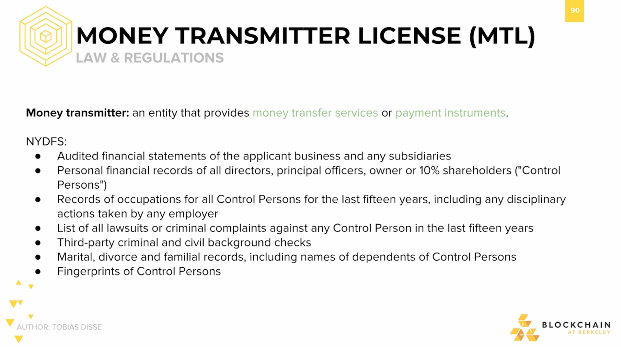 90
MONEY TRANSMITTER LICENSE (MTL)
LAW & REGULATIONS
Money transmitter: an entity that provides money transfer services or payment instruments.
NYDFS:
● Audited financial statements of the applicant business and any subsidiaries
● Personal financial records of all directors, principal officers, owner or 10% shareholders ("Control
Persons")
● Records of occupations for all Control Persons for the last fifteen years, including any disciplinary
actions taken by any employer
● List of all lawsuits or criminal complaints against any Control Person in the last fifteen years
● Third-party criminal and civil background checks
● Marital, divorce and familial records, including names of dependents of Control Persons
● Fingerprints of Control Persons
AUTHOR: TOBIAS DISSE
BLOCKCHAIN
AT BERKELEY